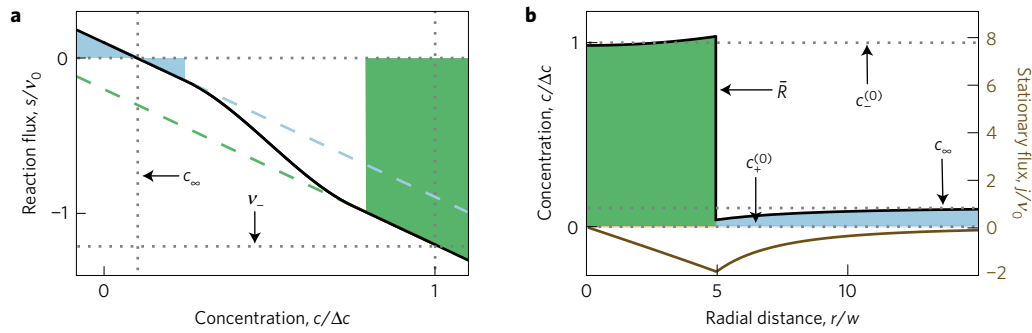 a
0
−1
Reaction flux, s/ν₀
c∞
ν₋
0
1
Concentration, c/Δc
b
1
0
Concentration, c/Δc
R̄
c₋⁽⁰⁾
c₊⁽⁰⁾
c∞
8
6
4
2
0
−2
Stationary flux, j/ν₀
0
5
10
Radial distance, r/w